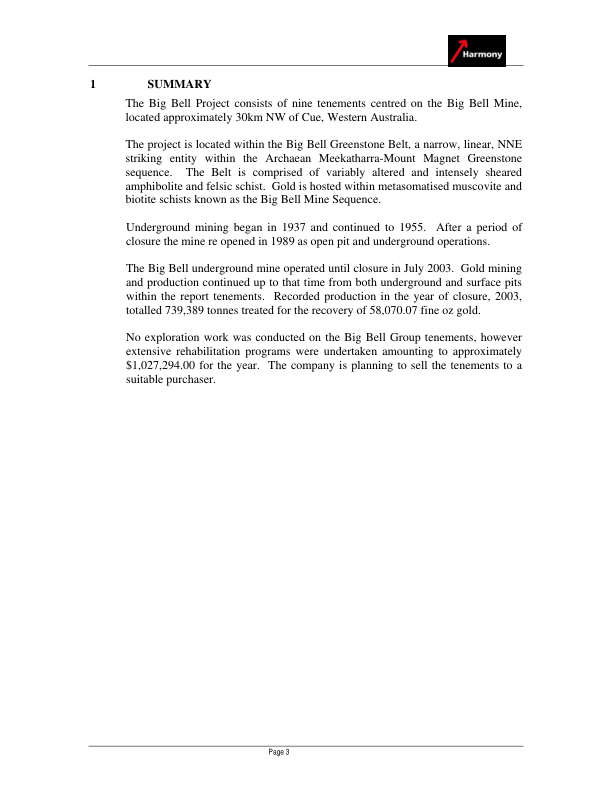 Harmony
1 SUMMARY
The Big Bell Project consists of nine tenements centred on the Big Bell Mine,
located approximately 30km NW of Cue, Western Australia.
The project is located within the Big Bell Greenstone Belt, a narrow, linear, NNE
striking entity within the Archaean Meekatharra-Mount Magnet Greenstone
sequence. The Belt is comprised of variably altered and intensely sheared
amphibolite and felsic schist. Gold is hosted within metasomatised muscovite and
biotite schists known as the Big Bell Mine Sequence.
Underground mining began in 1937 and continued to 1955. After a period of
closure the mine re opened in 1989 as open pit and underground operations.
The Big Bell underground mine operated until closure in July 2003. Gold mining
and production continued up to that time from both underground and surface pits
within the report tenements. Recorded production in the year of closure, 2003,
totalled 739,389 tonnes treated for the recovery of 58,070.07 fine oz gold.
No exploration work was conducted on the Big Bell Group tenements, however
extensive rehabilitation programs were undertaken amounting to approximately
$1,027,294.00 for the year. The company is planning to sell the tenements to a
suitable purchaser.
Page 3